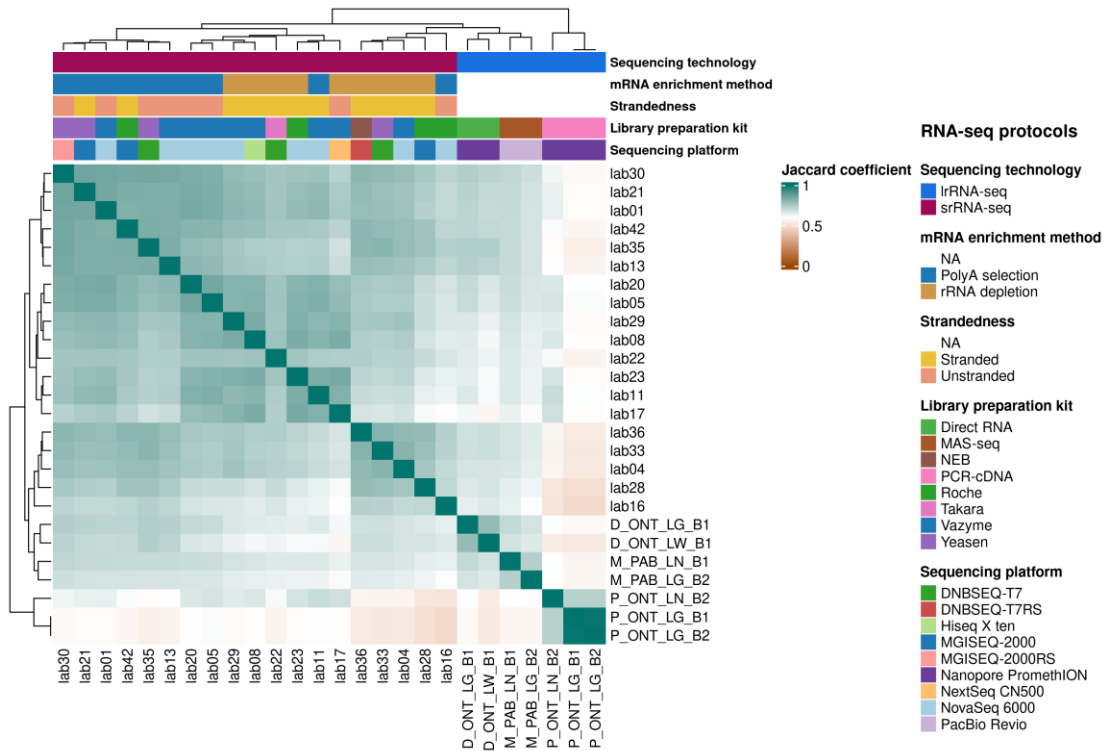 Sequencing technology
mRNA enrichment method
Strandedness
Library preparation kit
Sequencing platform
lab30
lab21
lab01
lab42
lab35
lab13
lab20
lab05
lab29
lab08
lab22
lab23
lab11
lab17
lab36
lab33
lab04
lab28
lab16
D_ONT_LG_B1
D_ONT_LW_B1
M_PAB_LN_B1
M_PAB_LG_B2
P_ONT_LN_B2
P_ONT_LG_B1
P_ONT_LG_B2
lab30
lab21
lab01
lab42
lab35
lab13
lab20
lab05
lab29
lab08
lab22
lab23
lab11
lab17
lab36
lab33
lab04
lab28
lab16
D_ONT_LG_B1
D_ONT_LW_B1
M_PAB_LN_B1
M_PAB_LG_B2
P_ONT_LN_B2
P_ONT_LG_B1
P_ONT_LG_B2
Jaccard coefficient
1
0.5
0
RNA-seq protocols
Sequencing technology
lrRNA-seq
srRNA-seq
mRNA enrichment method
NA
PolyA selection
rRNA depletion
Strandedness
NA
Stranded
Unstranded
Library preparation kit
Direct RNA
MAS-seq
NEB
PCR-cDNA
Roche
Takara
Vazyme
Yeasen
Sequencing platform
DNBSEQ-T7
DNBSEQ-T7RS
Hiseq X ten
MGISEQ-2000
MGISEQ-2000RS
Nanopore PromethION
NextSeq CN500
NovaSeq 6000
PacBio Revio